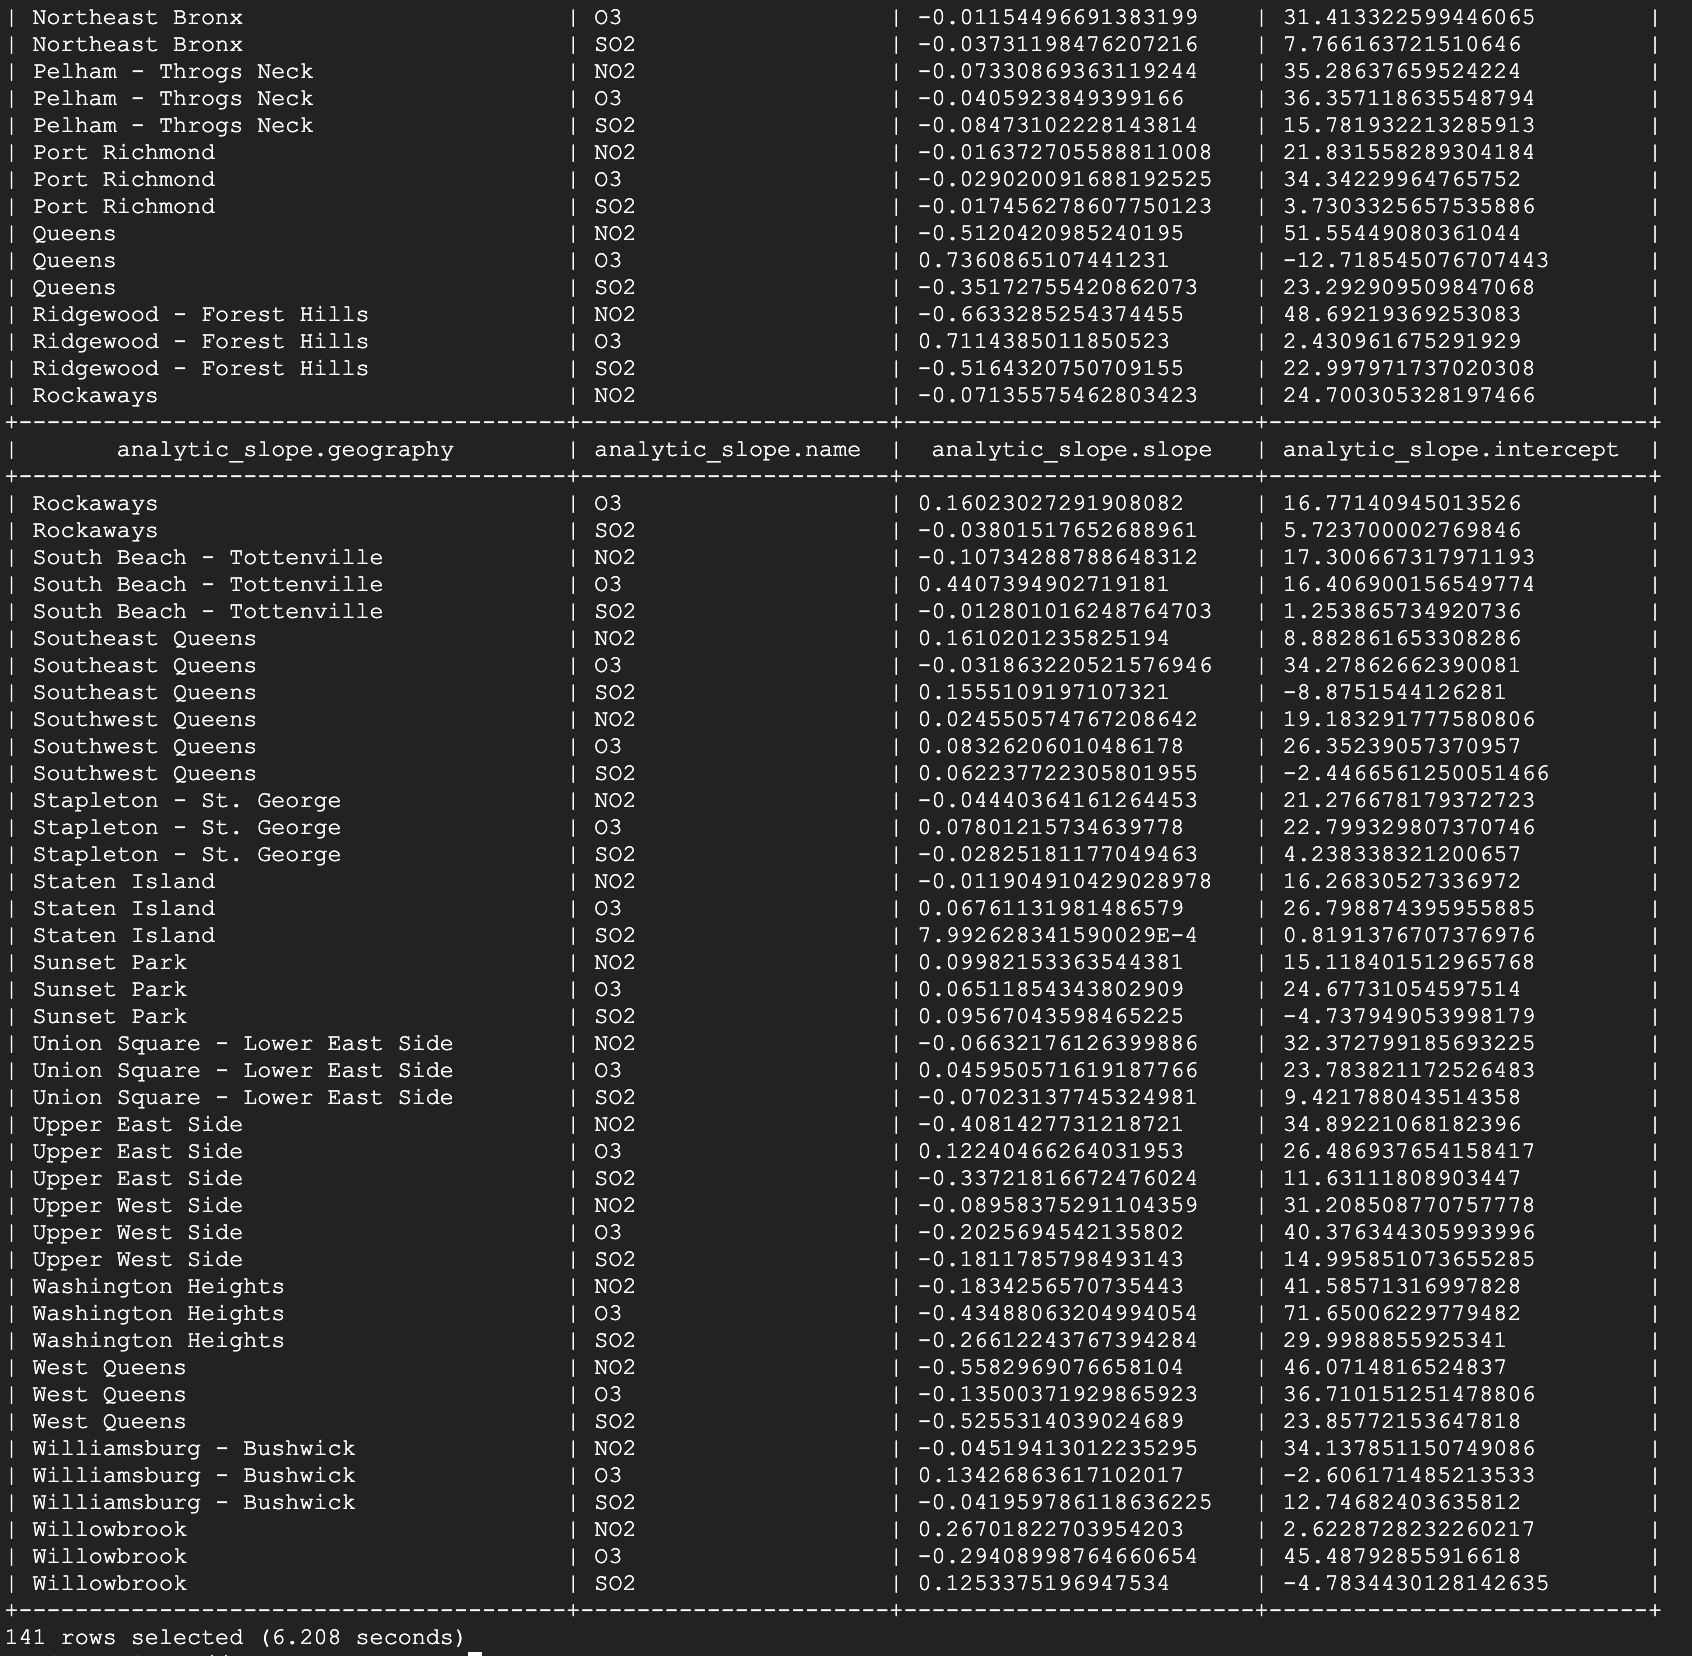 | Northeast Bronx | O3 | -0.01154496691383199 | 31.413322599446065 |
| Northeast Bronx | SO2 | -0.03731198476207216 | 7.766163721510646 |
| Pelham - Throgs Neck | NO2 | -0.07330869363119244 | 35.28637659524224 |
| Pelham - Throgs Neck | O3 | -0.0405923849399166 | 36.357118635548794 |
| Pelham - Throgs Neck | SO2 | -0.08473102228143814 | 15.781932213285913 |
| Port Richmond | NO2 | -0.016372705588811008 | 21.831558289304184 |
| Port Richmond | O3 | -0.029020091688192525 | 34.34229964765752 |
| Port Richmond | SO2 | -0.017456278607750123 | 3.7303325657535886 |
| Queens | NO2 | -0.5120420985240195 | 51.55449080361044 |
| Queens | O3 | 0.7360865107441231 | -12.718545076707443 |
| Queens | SO2 | -0.35172755420862073 | 23.292909509847068 |
| Ridgewood - Forest Hills | NO2 | -0.6633285254374455 | 48.69219369253083 |
| Ridgewood - Forest Hills | O3 | 0.7114385011850523 | 2.430961675291929 |
| Ridgewood - Forest Hills | SO2 | -0.5164320750709155 | 22.997971737020308 |
| Rockaways | NO2 | -0.07135575462803423 | 24.700305328197466 |
+----------------------------------------+----------------------+-------------------------+----------------------------+
| analytic_slope.geography | analytic_slope.name | analytic_slope.slope | analytic_slope.intercept |
+----------------------------------------+----------------------+-------------------------+----------------------------+
| Rockaways | O3 | 0.16023027291908082 | 16.77140945013526 |
| Rockaways | SO2 | -0.03801517652688961 | 5.723700002769846 |
| South Beach - Tottenville | NO2 | -0.10734288788648312 | 17.300667317971193 |
| South Beach - Tottenville | O3 | 0.4407394902719181 | 16.406900156549774 |
| South Beach - Tottenville | SO2 | -0.012801016248764703 | 1.253865734920736 |
| Southeast Queens | NO2 | 0.1610201235825194 | 8.882861653308286 |
| Southeast Queens | O3 | -0.031863220521576946 | 34.27862662390081 |
| Southeast Queens | SO2 | 0.1555109197107321 | -8.8751544126281 |
| Southwest Queens | NO2 | 0.024550574767208642 | 19.183291777580806 |
| Southwest Queens | O3 | 0.08326206010486178 | 26.35239057370957 |
| Southwest Queens | SO2 | 0.062237722305801955 | -2.4466561250051466 |
| Stapleton - St. George | NO2 | -0.04440364161264453 | 21.276678179372723 |
| Stapleton - St. George | O3 | 0.07801215734639778 | 22.799329807370746 |
| Stapleton - St. George | SO2 | -0.02825181177049463 | 4.238338321200657 |
| Staten Island | NO2 | -0.011904910429028978 | 16.26830527336972 |
| Staten Island | O3 | 0.06761131981486579 | 26.798874395955885 |
| Staten Island | SO2 | 7.992628341590029E-4 | 0.8191376707376976 |
| Sunset Park | NO2 | 0.09982153363544381 | 15.118401512965768 |
| Sunset Park | O3 | 0.06511854343802909 | 24.67731054597514 |
| Sunset Park | SO2 | 0.09567043598465225 | -4.737949053998179 |
| Union Square - Lower East Side | NO2 | -0.06632176126399886 | 32.372799185693225 |
| Union Square - Lower East Side | O3 | 0.045950571619187766 | 23.783821172526483 |
| Union Square - Lower East Side | SO2 | -0.07023137745324981 | 9.421788043514358 |
| Upper East Side | NO2 | -0.4081427731218721 | 34.89221068182396 |
| Upper East Side | O3 | 0.12240466264031953 | 26.486937654158417 |
| Upper East Side | SO2 | -0.33721816672476024 | 11.63111808903447 |
| Upper West Side | NO2 | -0.08958375291104359 | 31.208508770757778 |
| Upper West Side | O3 | -0.2025694542135802 | 40.376344305993996 |
| Upper West Side | SO2 | -0.1811785798493143 | 14.995851073655285 |
| Washington Heights | NO2 | -0.1834256570735443 | 41.58571316997828 |
| Washington Heights | O3 | -0.43488063204994054 | 71.65006229779482 |
| Washington Heights | SO2 | -0.26612243767394284 | 29.9988855925341 |
| West Queens | NO2 | -0.5582969076658104 | 46.0714816524837 |
| West Queens | O3 | -0.13500371929865923 | 36.710151251478806 |
| West Queens | SO2 | -0.5255314039024689 | 23.85772153647818 |
| Williamsburg - Bushwick | NO2 | -0.04519413012235295 | 34.137851150749086 |
| Williamsburg - Bushwick | O3 | 0.13426863617102017 | -2.606171485213533 |
| Williamsburg - Bushwick | SO2 | -0.041959786118636225 | 12.74682403635812 |
| Willowbrook | NO2 | 0.26701822703954203 | 2.6228728232260217 |
| Willowbrook | O3 | -0.29408998764660654 | 45.48792855916618 |
| Willowbrook | SO2 | 0.1253375196947534 | -4.7834430128142635 |
+----------------------------------------+----------------------+-------------------------+----------------------------+
141 rows selected (6.208 seconds)